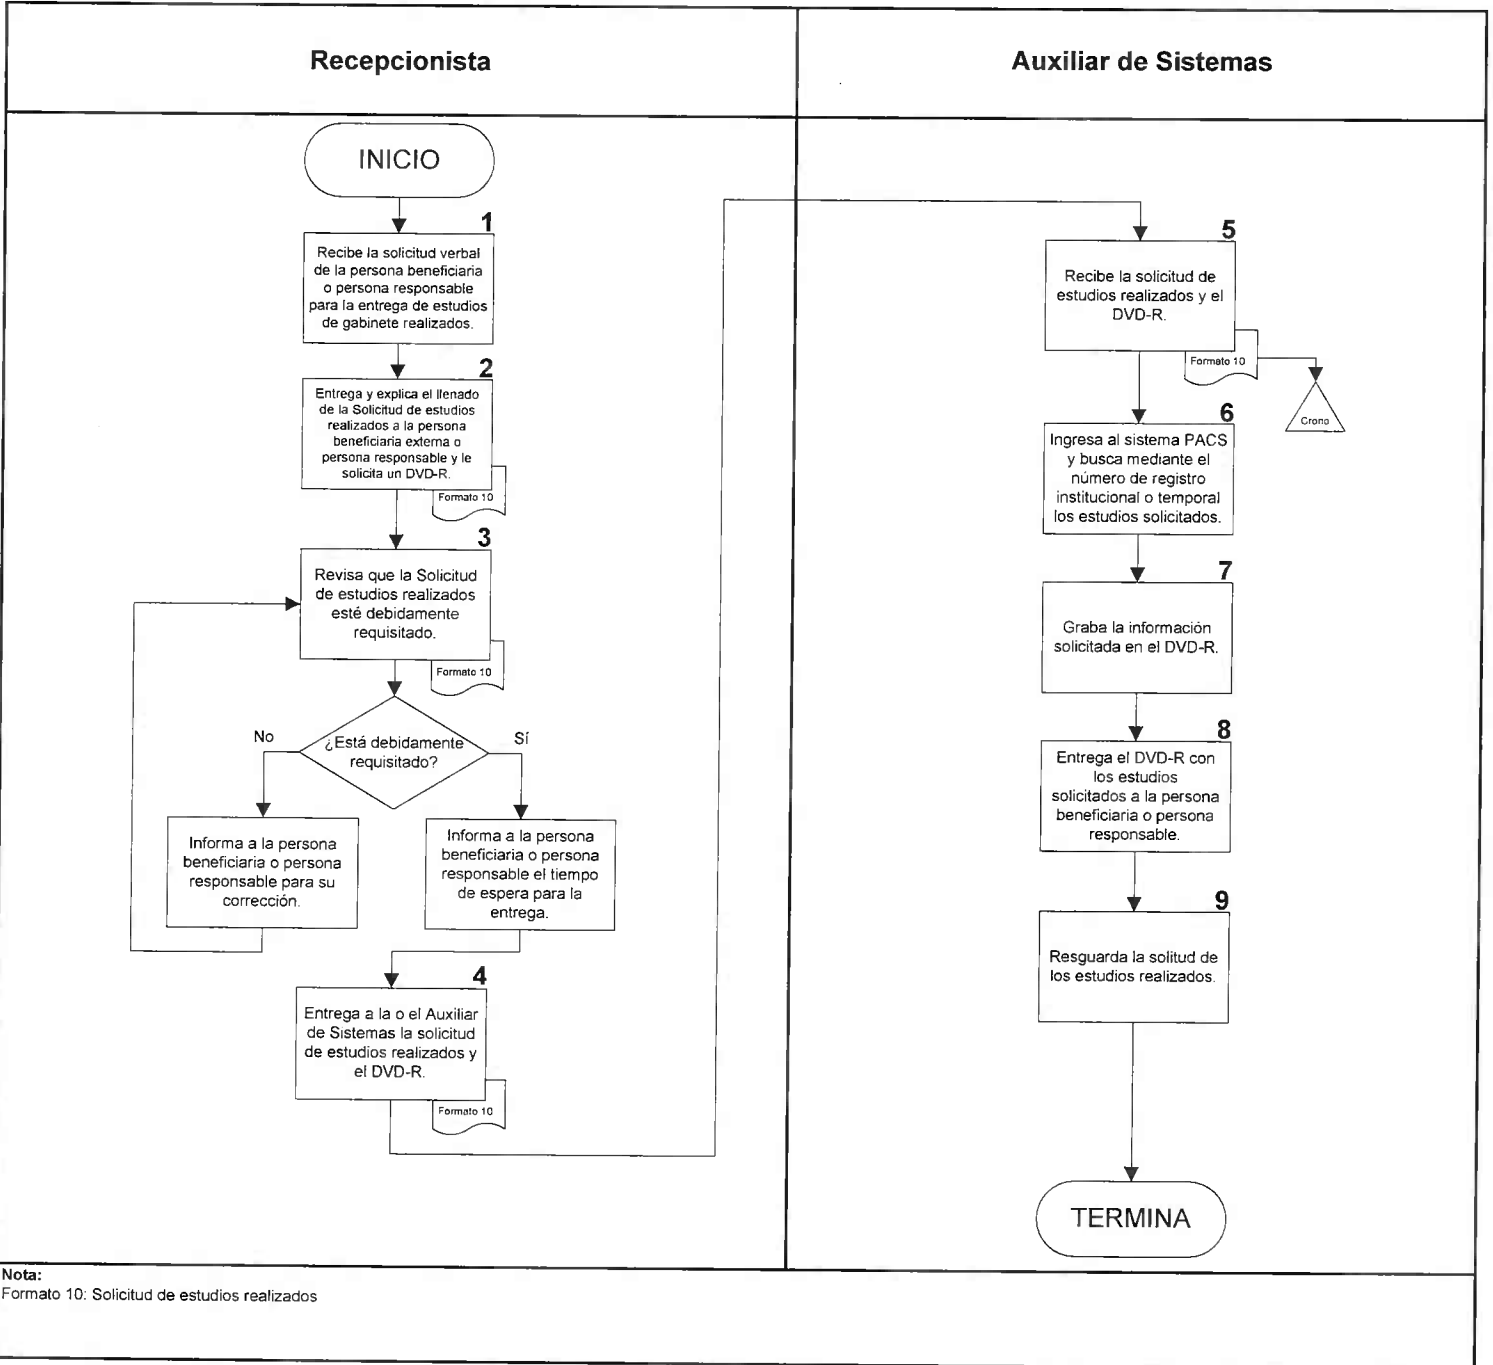 Recepcionista
Auxiliar de Sistemas
INICIO
1
Recibe la solicitud verbal
de la persona beneficiaria
o persona responsable
para la entrega de estudios
de gabinete realizados.
2
Entrega y explica el llenado
de la Solicitud de estudios
realizados a la persona
beneficiaria externa o
persona responsable y le
solicita un DVD-R.
Formato 10
3
Revisa que la Solicitud
de estudios realizados
esté debidamente
requisitado.
Formato 10
¿Está debidamente
requisitado?
No
Sí
Informa a la persona
beneficiaria o persona
responsable para su
corrección.
Informa a la persona
beneficiaria o persona
responsable el tiempo
de espera para la
entrega.
4
Entrega a la o el Auxiliar
de Sistemas la solicitud
de estudios realizados y
el DVD-R.
Formato 10
5
Recibe la solicitud de
estudios realizados y el
DVD-R.
Formato 10
Crono
6
Ingresa al sistema PACS
y busca mediante el
número de registro
institucional o temporal
los estudios solicitados.
7
Graba la información
solicitada en el DVD-R.
8
Entrega el DVD-R con
los estudios
solicitados a la persona
beneficiaria o persona
responsable.
9
Resguarda la solitud de
los estudios realizados.
TERMINA
Nota:
Formato 10: Solicitud de estudios realizados